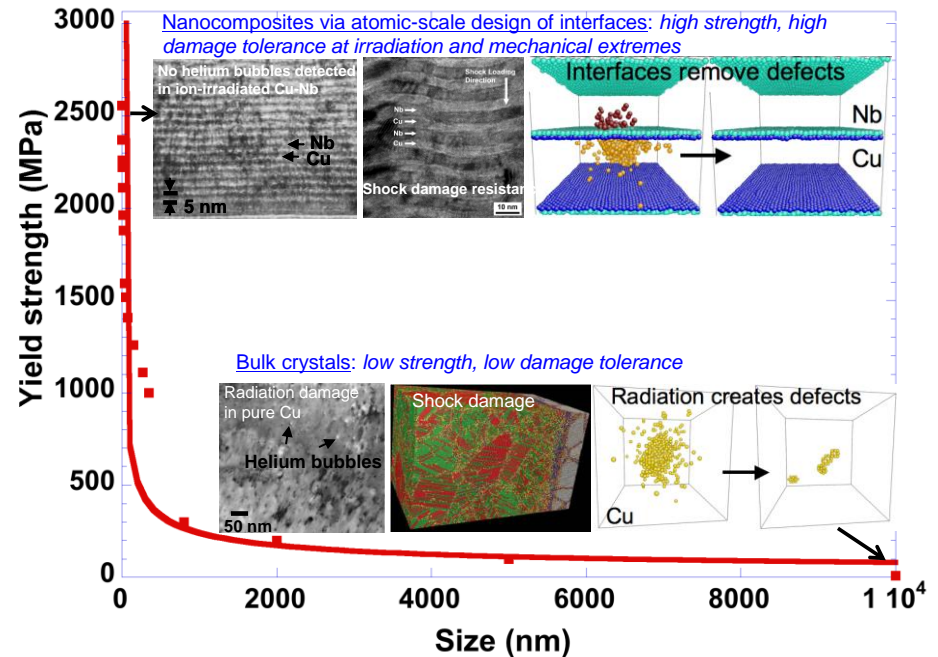 Nanocomposites via atomic-scale design of interfaces: high strength, high
damage tolerance at irradiation and mechanical extremes
No helium bubbles detected
in ion-irradiated Cu-Nb
Nb
Cu
5 nm
Shock Loading
Direction
Nb
Cu
Nb
Cu
Shock damage resistanc
10 nm
Interfaces remove defects
Nb
Cu
Bulk crystals: low strength, low damage tolerance
Radiation damage
in pure Cu
Helium bubbles
50 nm
Shock damage
Radiation creates defects
Cu
Yield strength (MPa)
3000
2500
2000
1500
1000
500
0
0
2000
4000
6000
8000
1 10⁴
Size (nm)